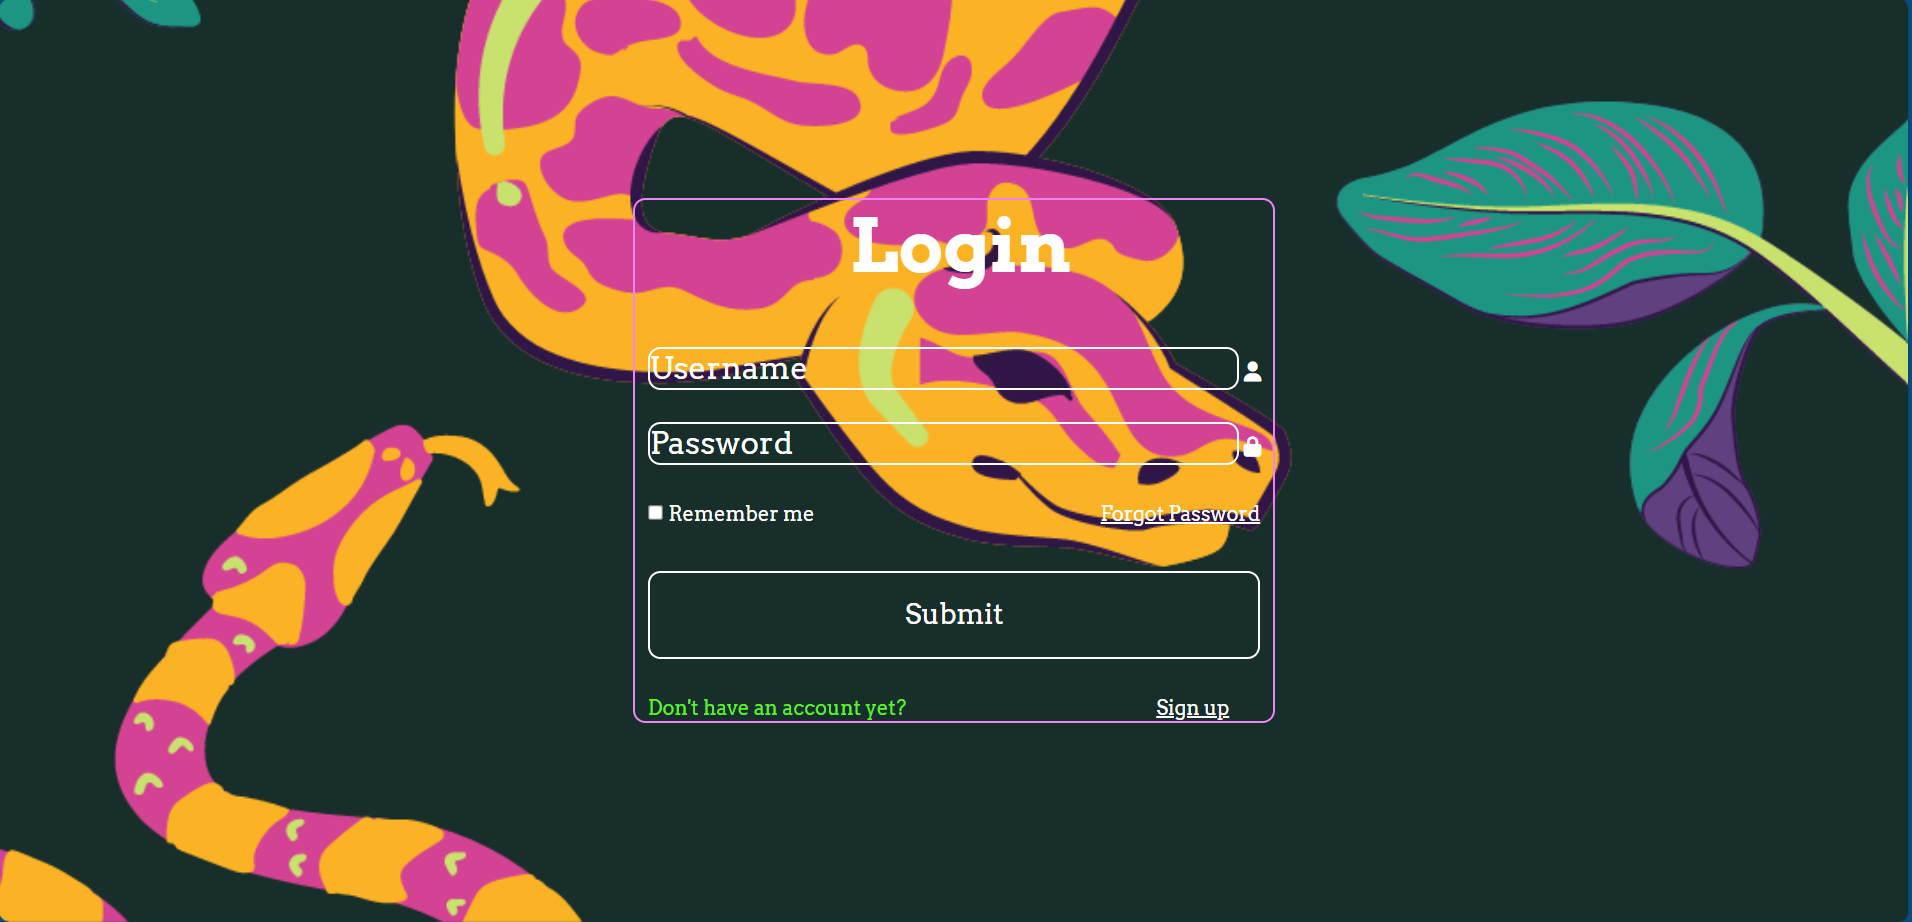 Login
Username
Password
Remember me Forgot Password
Submit
Don't have an account yet? Sign up